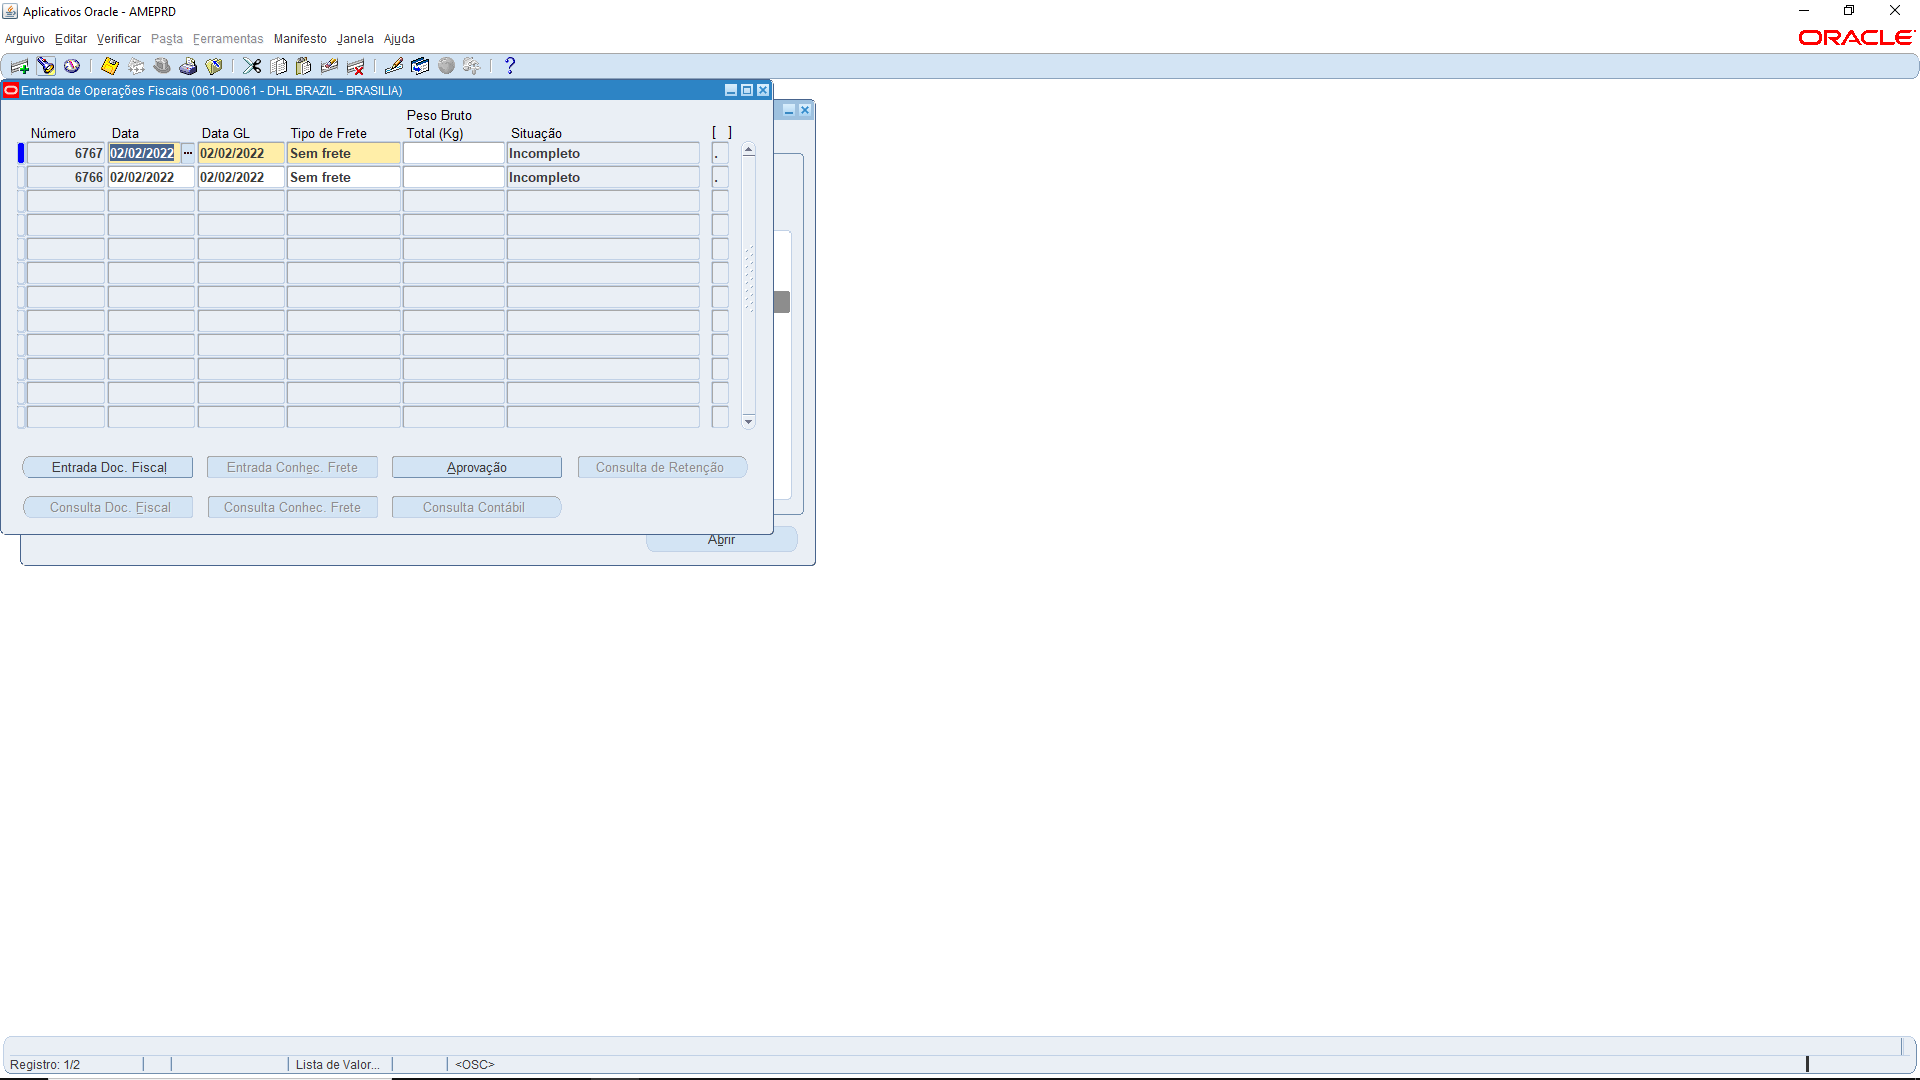 Aplicativos Oracle - AMEPRD
Arquivo Editar Verificar Pasta Ferramentas Manifesto Janela Ajuda
ORACLE
Entrada de Operações Fiscais (061-D0061 - DHL BRAZIL - BRASILIA)
Peso Bruto
Número Data Data GL Tipo de Frete Total (Kg) Situação [ ]
6767 02/02/2022 ... 02/02/2022 Sem frete Incompleto .
6766 02/02/2022 02/02/2022 Sem frete Incompleto .
Entrada Doc. Fiscal Entrada Conhec. Frete Aprovação Consulta de Retenção
Consulta Doc. Fiscal Consulta Conhec. Frete Consulta Contábil
Abrir
Registro: 1/2 Lista de Valor... <OSC>